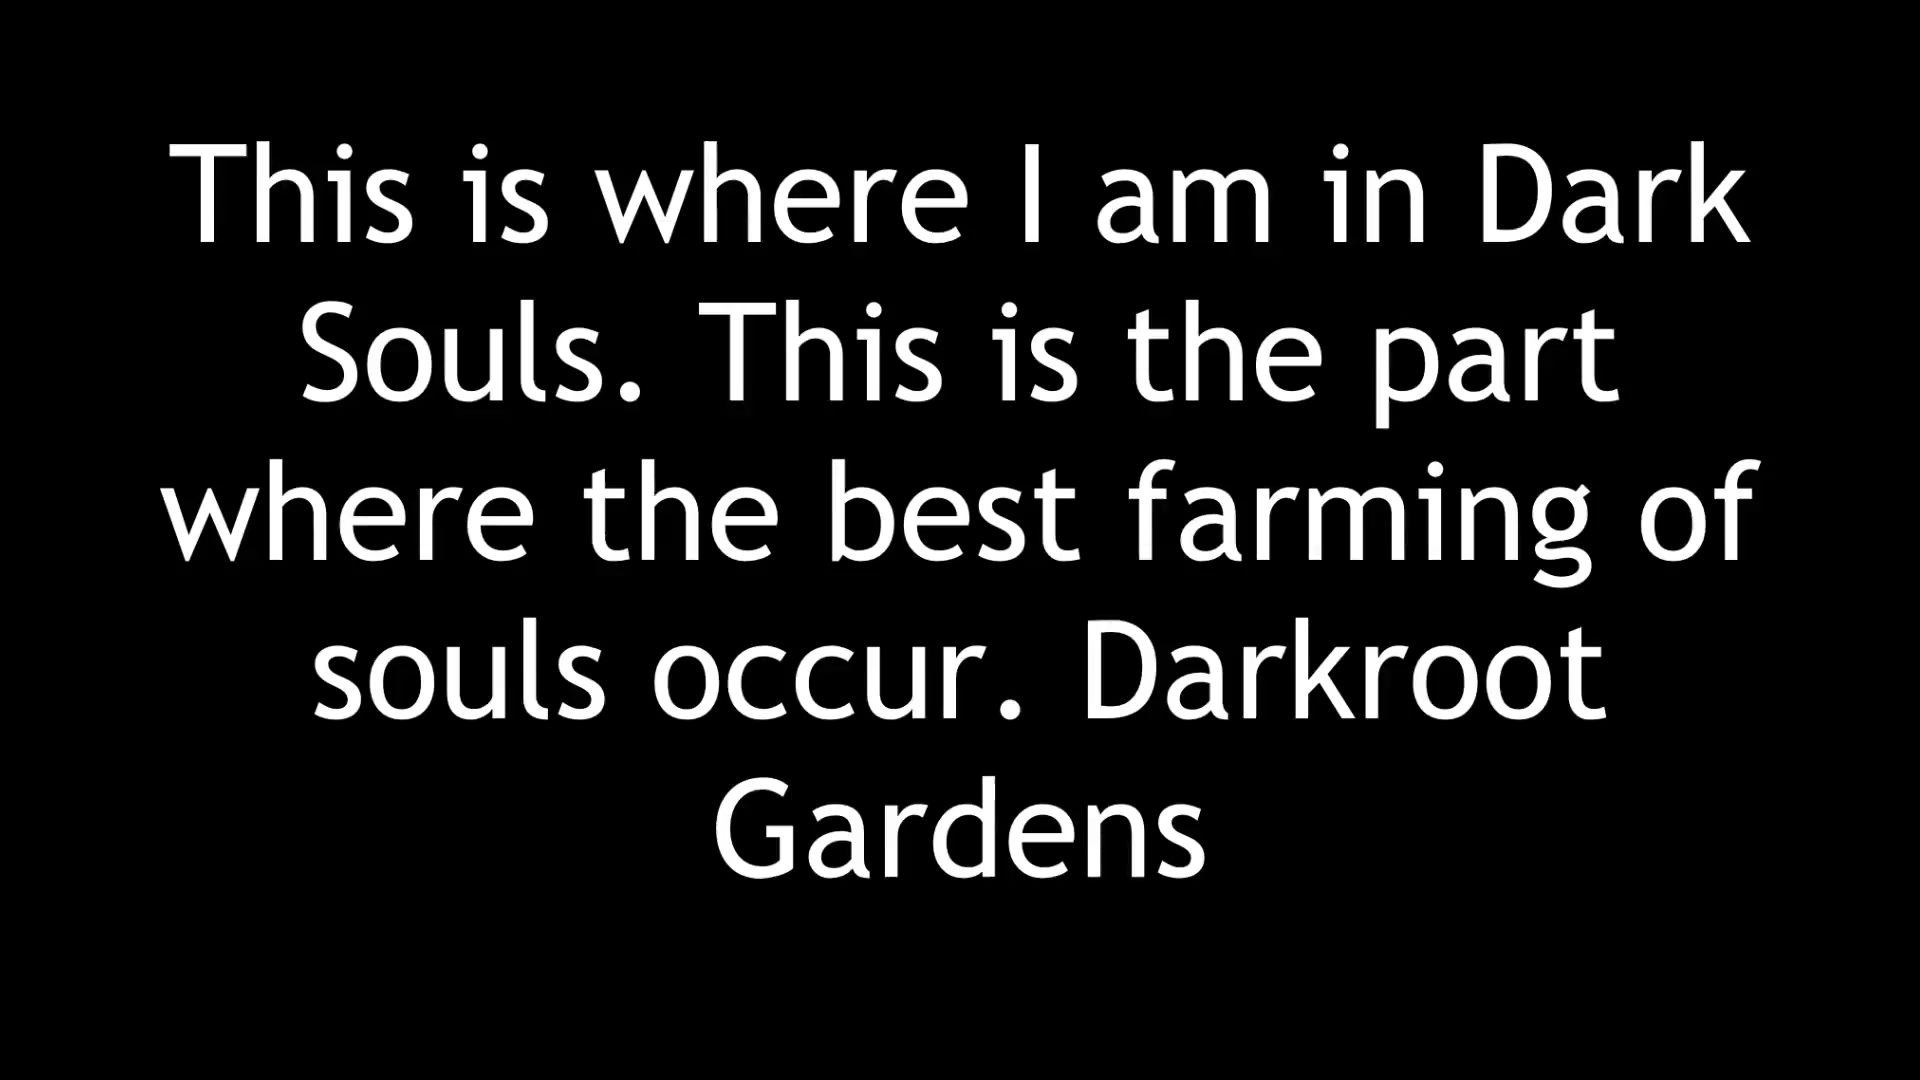 This is where I am in Dark
Souls. This is the part
where the best farming of
souls occur. Darkroot
Gardens